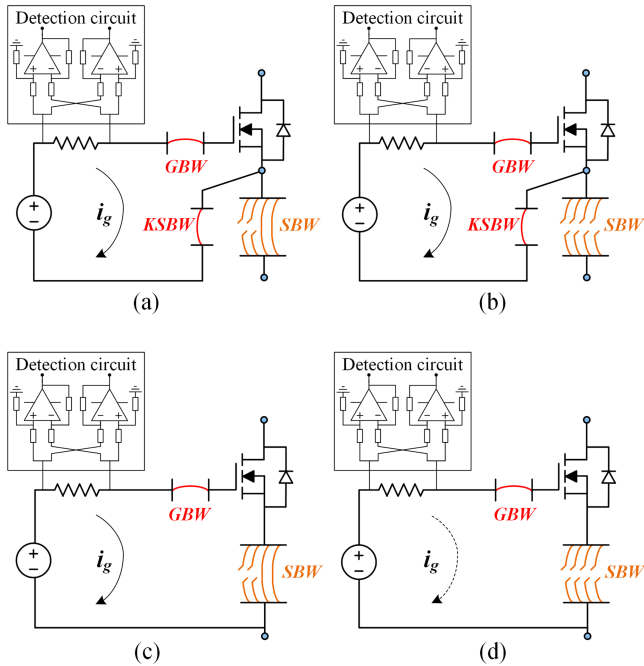 Detection circuit
+ − − +
GBW
+
−
i_g
KSBW
SBW
(a)
Detection circuit
+ − − +
GBW
+
−
i_g
KSBW
SBW
(b)
Detection circuit
+ − − +
GBW
+
−
i_g
SBW
(c)
Detection circuit
+ − − +
GBW
+
−
i_g
SBW
(d)